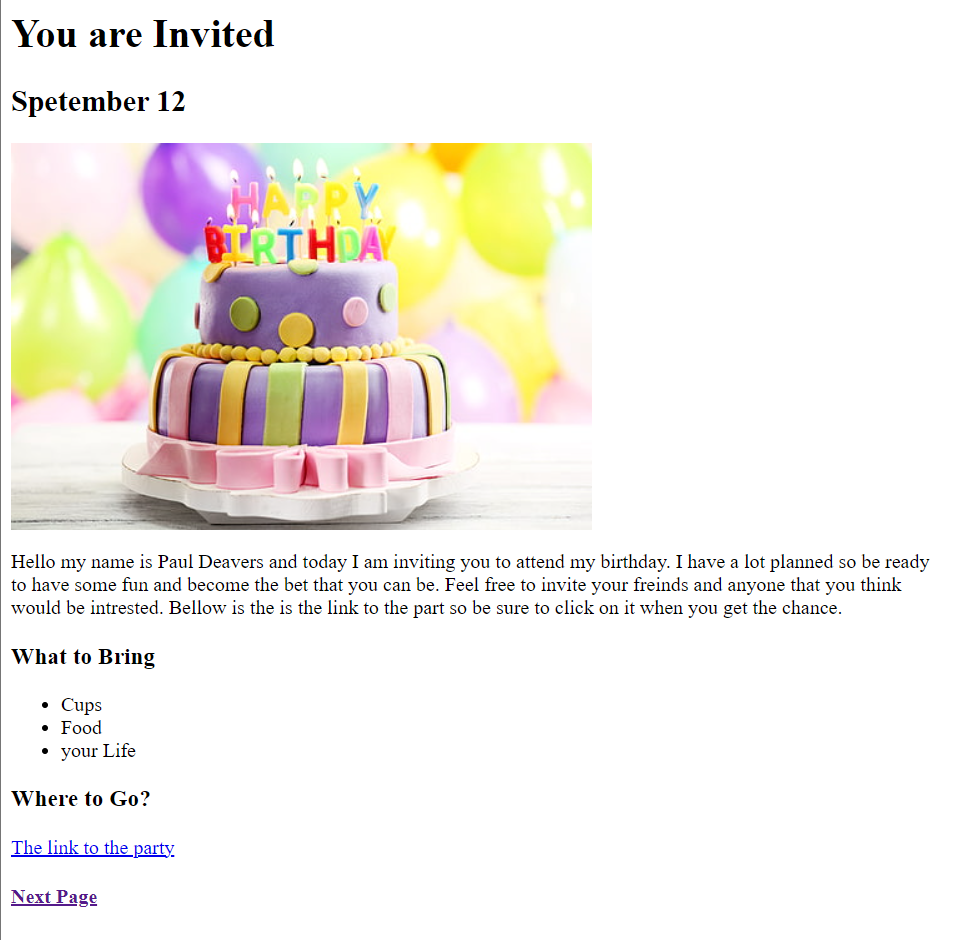 You are Invited
Spetember 12
HAPPY
BIRTHDAY
Hello my name is Paul Deavers and today I am inviting you to attend my birthday. I have a lot planned so be ready
to have some fun and become the bet that you can be. Feel free to invite your freinds and anyone that you think
would be intrested. Bellow is the is the link to the part so be sure to click on it when you get the chance.
What to Bring
Cups
Food
your Life
Where to Go?
The link to the party
Next Page